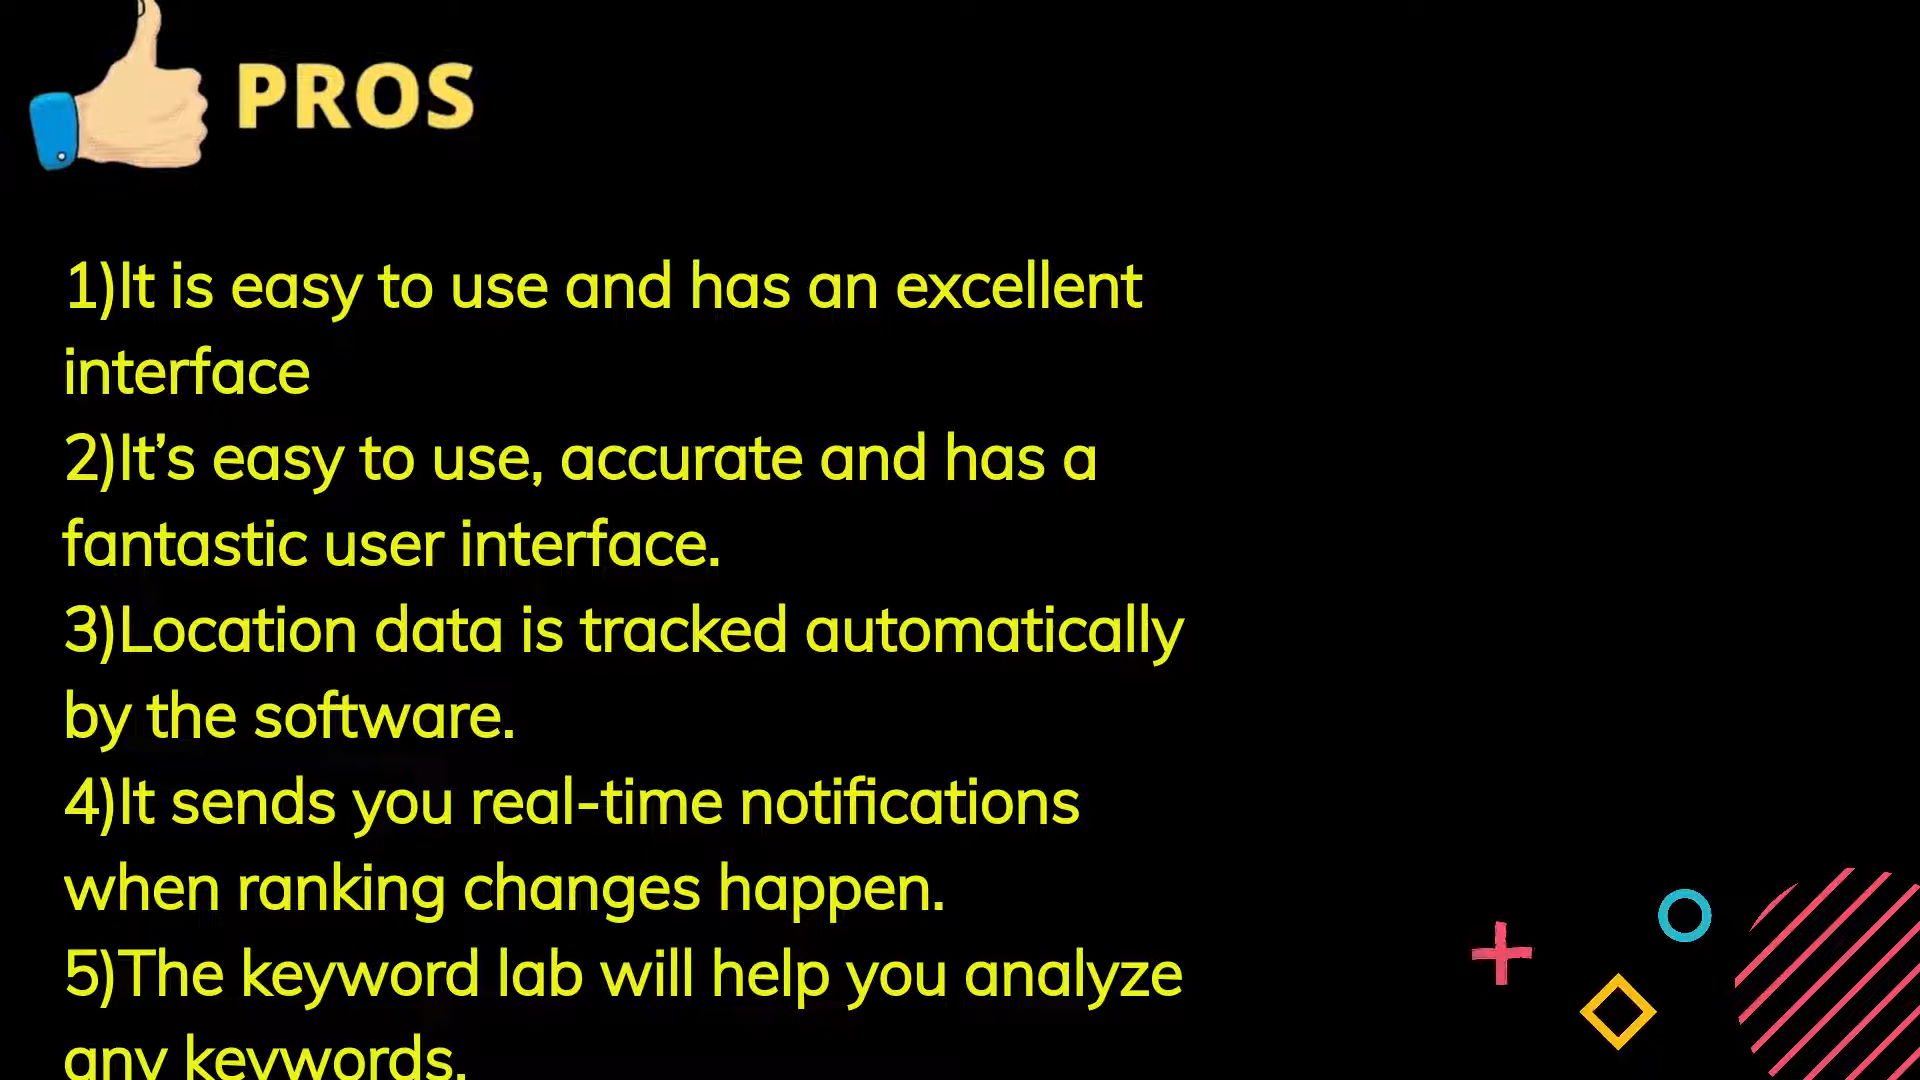 PROS
1)It is easy to use and has an excellent
interface
2)It’s easy to use, accurate and has a
fantastic user interface.
3)Location data is tracked automatically
by the software.
4)It sends you real-time notifications
when ranking changes happen.
5)The keyword lab will help you analyze
any keywords.